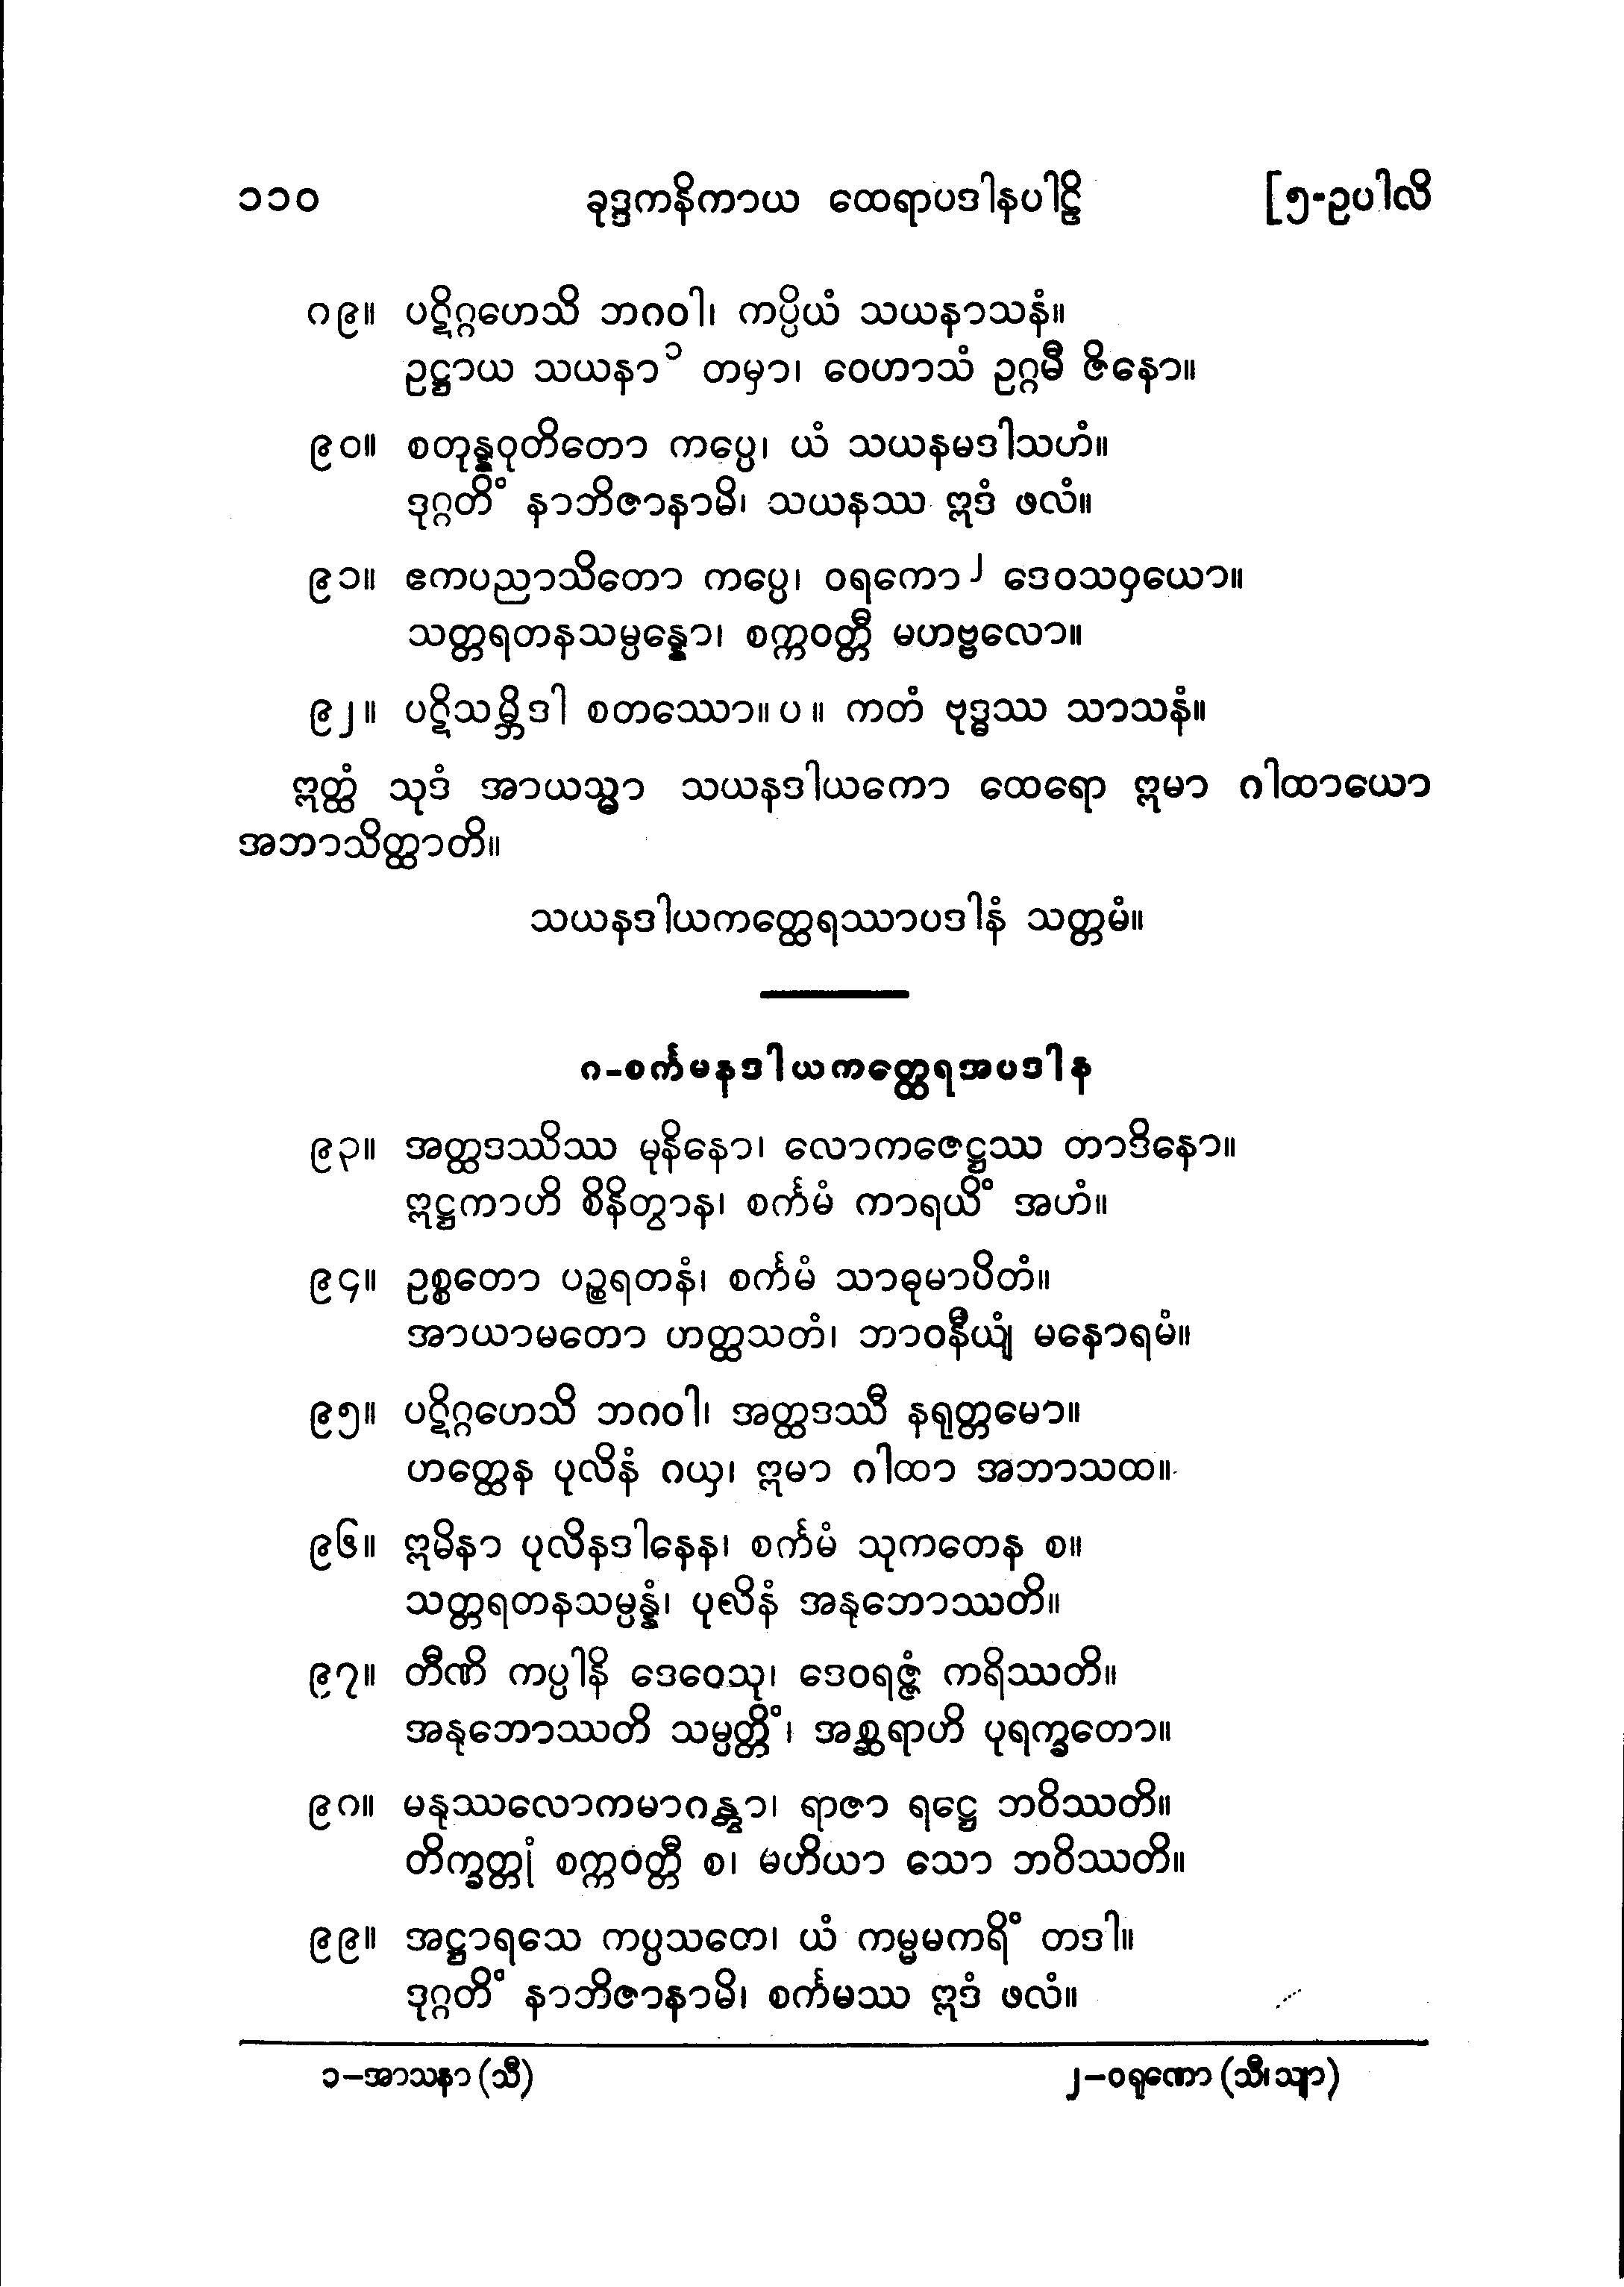 ၁၁၀ ခုဒ္ဒကနိကာယ ထေရာပဒါနပါဠိ [၅-ဥပါလိ
၈၉။ ပဋိဂ္ဂဟေသိ ဘဂဝါ၊ ကပ္ပိယံ သယနာသနံ။
ဥဋ္ဌာယ သယနာ ၁ တမှာ၊ ဝေဟာသံ ဥဂ္ဂမီ ဇိနော။
၉၀။ စတုန္နဝုတိတော ကပ္ပေ၊ ယံ သယနမဒါသဟံ။
ဒုဂ္ဂတိံ နာဘိဇာနာမိ၊ သယနဿ ဣဒံ ဖလံ။
၉၁။ ဧကပညာသိတော ကပ္ပေ၊ ဝရကော ၂ ဒေဝသဝှယော။
သတ္တရတနသမ္ပန္နော၊ စက္ကဝတ္တီ မဟဗ္ဗလော။
၉၂။ ပဋိသမ္ဘိဒါ စတဿော။ပ။ ကတံ ဗုဒ္ဓဿ သာသနံ။
ဣတ္ထံ သုဒံ အာယသ္မာ သယနဒါယကော ထေရော ဣမာ ဂါထာယော
အဘာသိတ္ထာတိ။
သယနဒါယကတ္ထေရဿာပဒါနံ သတ္တမံ။
၈-စင်္ကမနဒါယကတ္ထေရအပဒါန
၉၃။ အတ္ထဒဿိဿ မုနိနော၊ လောကဇေဋ္ဌဿ တာဒိနော။
ဣဋ္ဌကာဟိ စိနိတွာန၊ စင်္ကမံ ကာရယိံ အဟံ။
၉၄။ ဥစ္စတော ပဉ္စရတနံ၊ စင်္ကမံ သာဓုမာပိတံ။
အာယာမတော ဟတ္ထသတံ၊ ဘာဝနီယျံ မနောရမံ။
၉၅။ ပဋိဂ္ဂဟေသိ ဘဂဝါ၊ အတ္ထဒဿီ နရုတ္တမော။
ဟတ္ထေန ပုလိနံ ဂယှ၊ ဣမာ ဂါထာ အဘာသထ။
၉၆။ ဣမိနာ ပုလိနဒါနေန၊ စင်္ကမံ သုကတေန စ။
သတ္တရတနသမ္ပန္နံ၊ ပုလိနံ အနုဘောဿတိ။
၉၇။ တီဏိ ကပ္ပါနိ ဒေဝေသု၊ ဒေဝရဇ္ဇံ ကရိဿတိ။
အနုဘောဿတိ သမ္ပတ္တိံ၊ အစ္ဆရာဟိ ပုရက္ခတော။
၉၈။ မနုဿလောကမာဂန္တွာ၊ ရာဇာ ရဋ္ဌေ ဘဝိဿတိ။
တိက္ခတ္တုံ စက္ကဝတ္တီ စ၊ မဟိယာ သော ဘဝိဿတိ။
၉၉။ အဋ္ဌာရသေ ကပ္ပသတေ၊ ယံ ကမ္မမကရိံ တဒါ။
ဒုဂ္ဂတိံ နာဘိဇာနာမိ၊ စင်္ကမဿ ဣဒံ ဖလံ။
၁-အာသနာ (သီ) ၂-ဝရုဏော (သီ၊သျာ)